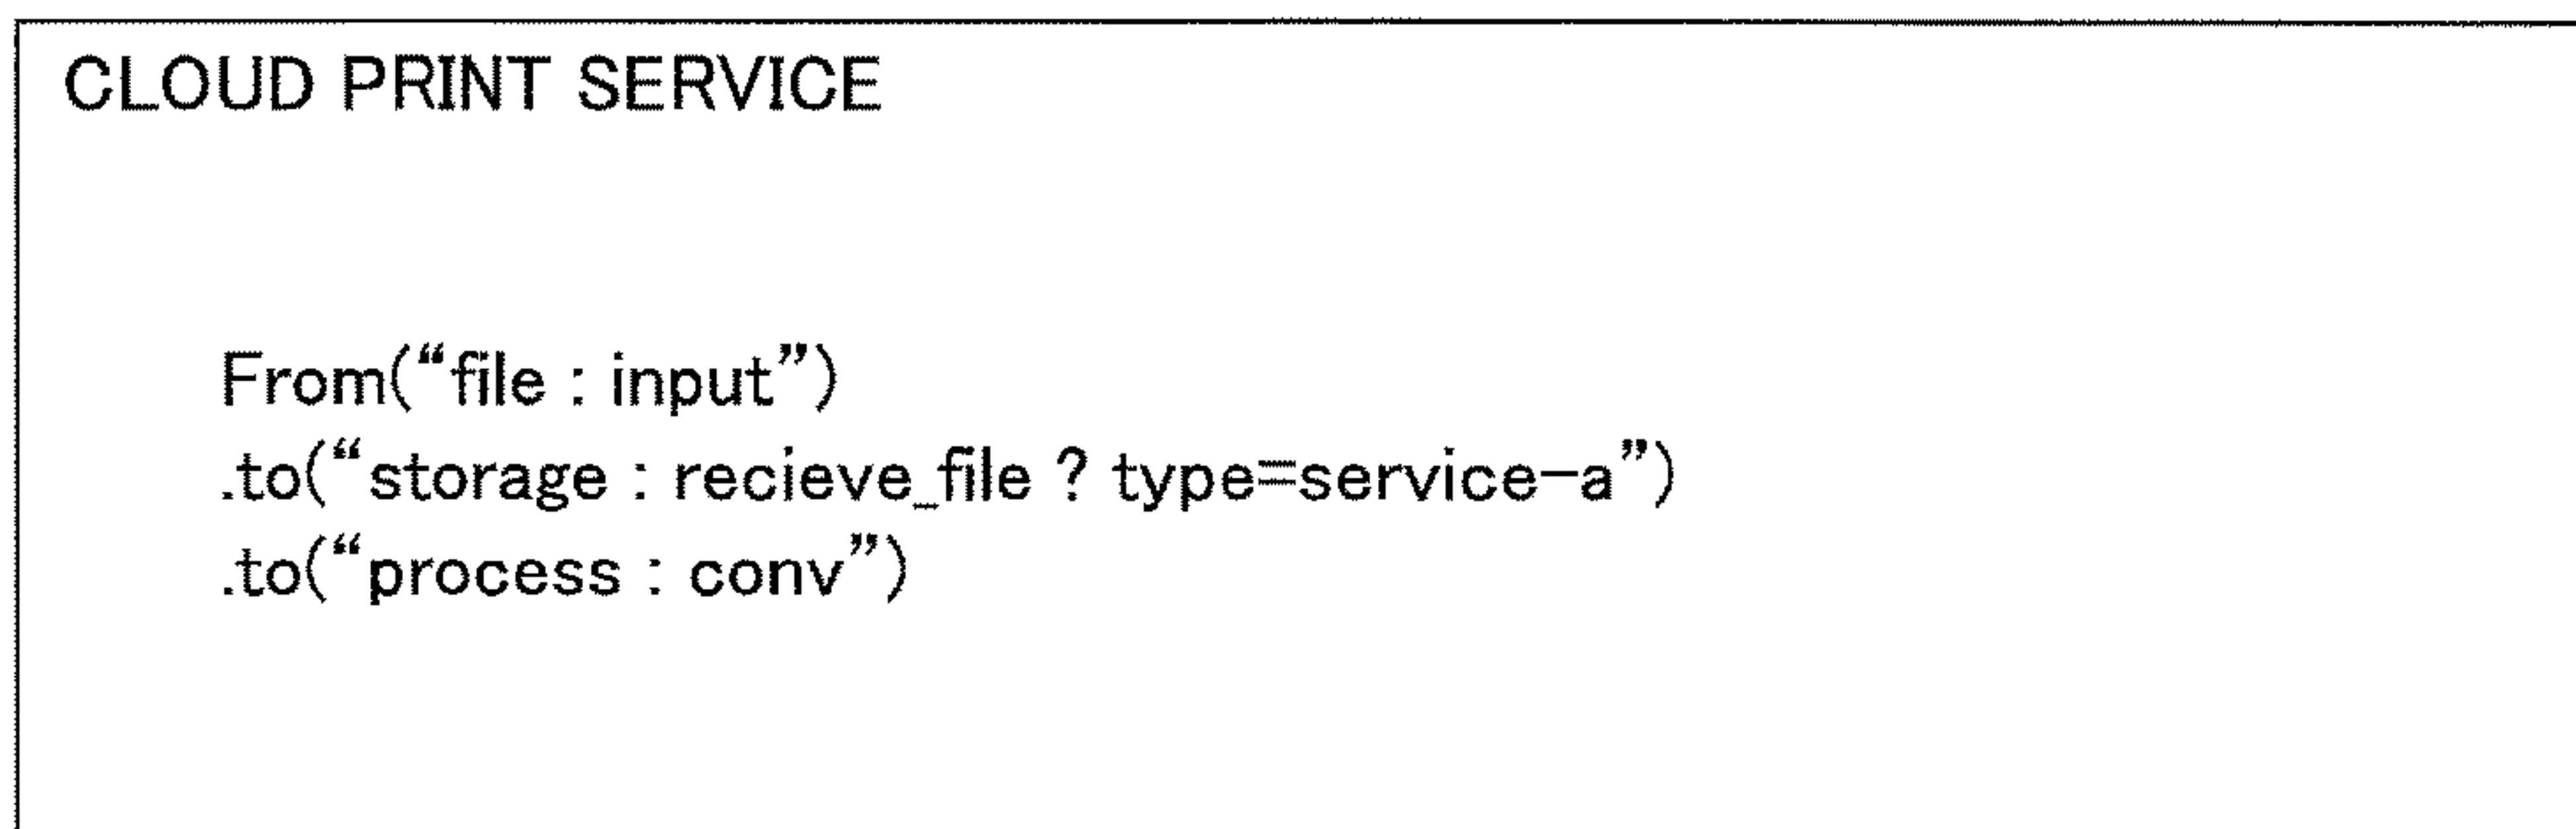 CLOUD PRINT SERVICE
From(“file : input”)
.to(“storage : recieve_file ? type=service-a”)
.to(“process : conv”)